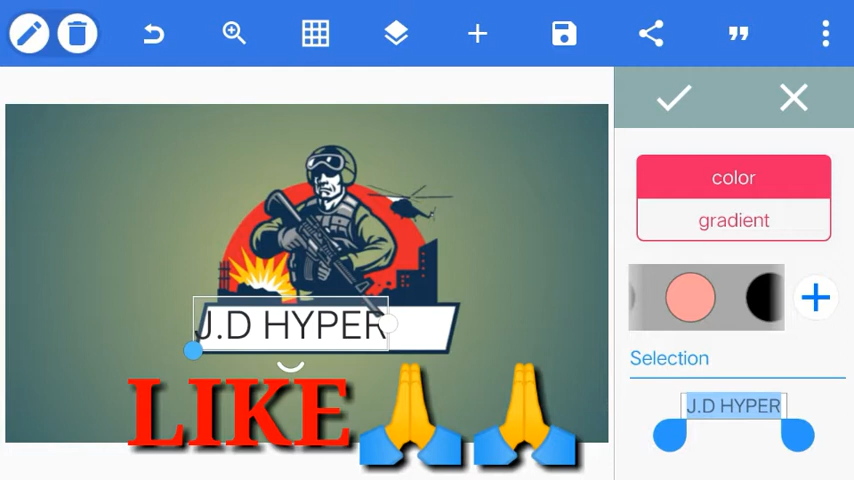 color
gradient
J.D HYPER
Selection
J.D HYPER
LIKE🙏🙏